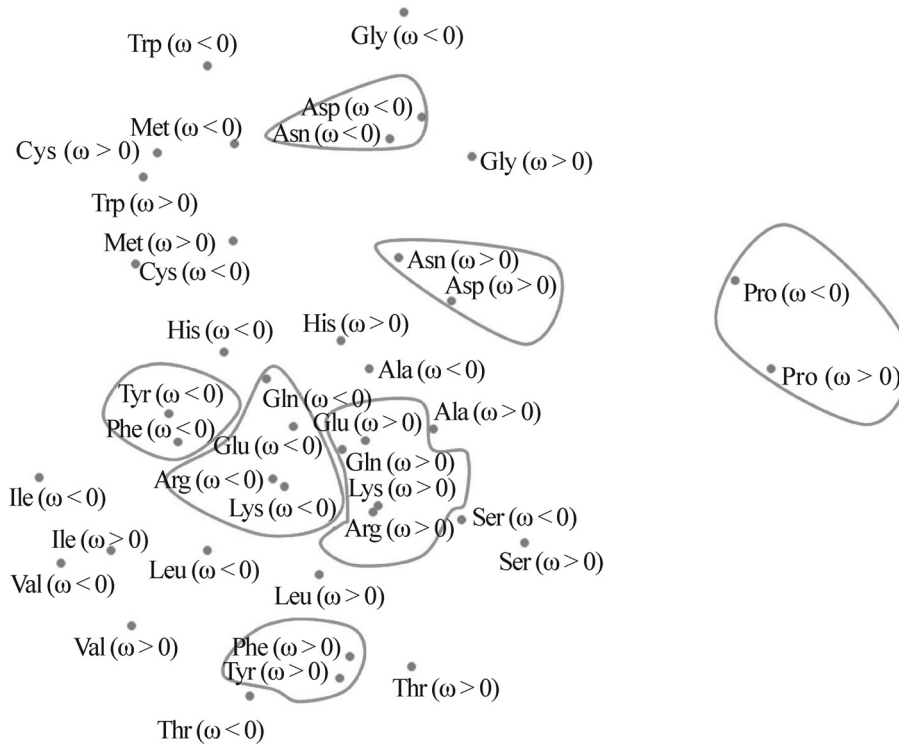 Gly (ω < 0)
Trp (ω < 0)
Asp (ω < 0)
Met (ω < 0)
Asn (ω < 0)
Cys (ω > 0)
Gly (ω > 0)
Trp (ω > 0)
Met (ω > 0)
Asn (ω > 0)
Cys (ω < 0)
Asp (ω > 0)
Pro (ω < 0)
His (ω < 0)
His (ω > 0)
Ala (ω < 0)
Pro (ω > 0)
Tyr (ω < 0)
Gln (ω < 0)
Ala (ω > 0)
Glu (ω > 0)
Phe (ω < 0)
Glu (ω < 0)
Gln (ω > 0)
Arg (ω < 0)
Lys (ω > 0)
Ile (ω < 0)
Lys (ω < 0)
Ser (ω < 0)
Arg (ω > 0)
Ile (ω > 0)
Ser (ω > 0)
Leu (ω < 0)
Val (ω < 0)
Leu (ω > 0)
Val (ω > 0)
Phe (ω > 0)
Tyr (ω > 0)
Thr (ω > 0)
Thr (ω < 0)